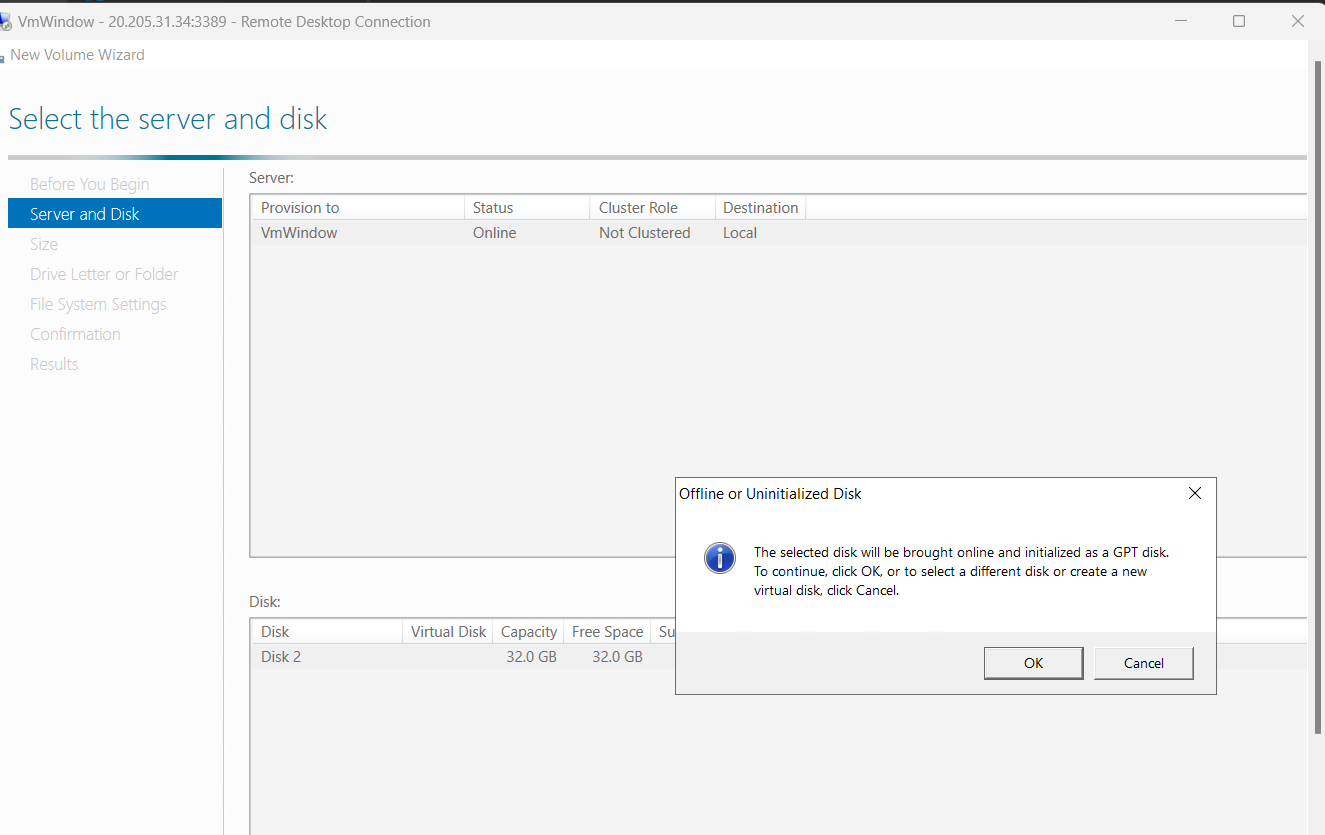 VmWindow - 20.205.31.34:3389 - Remote Desktop Connection
New Volume Wizard
Select the server and disk
Before You Begin
Server and Disk
Size
Drive Letter or Folder
File System Settings
Confirmation
Results
Server:
Provision to Status Cluster Role Destination
VmWindow Online Not Clustered Local
Offline or Uninitialized Disk
The selected disk will be brought online and initialized as a GPT disk.
To continue, click OK, or to select a different disk or create a new
virtual disk, click Cancel.
OK Cancel
Disk:
Disk Virtual Disk Capacity Free Space Su
Disk 2 32.0 GB 32.0 GB